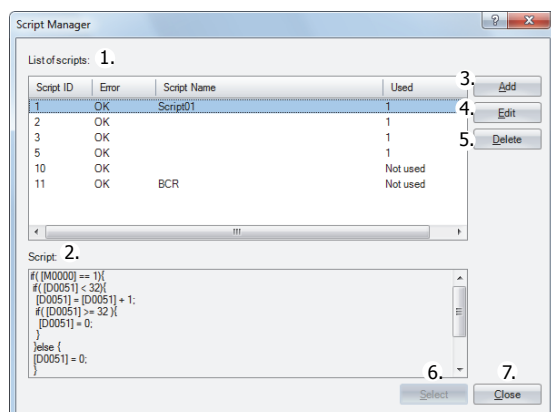 Script Manager
?
X
List of scripts: 1.
Script ID Error Script Name Used
1 OK Script01 1
2 OK 1
3 OK 1
5 OK 1
10 OK Not used
11 OK BCR Not used
3. Add
4. Edit
5. Delete
Script: 2.
if( [M0000] == 1){
if( [D0051] < 32){
[D0051] = [D0051] + 1;
if( [D0051] >= 32 ){
[D0051] = 0;
}
}else {
[D0051] = 0;
}
6. Select
7. Close